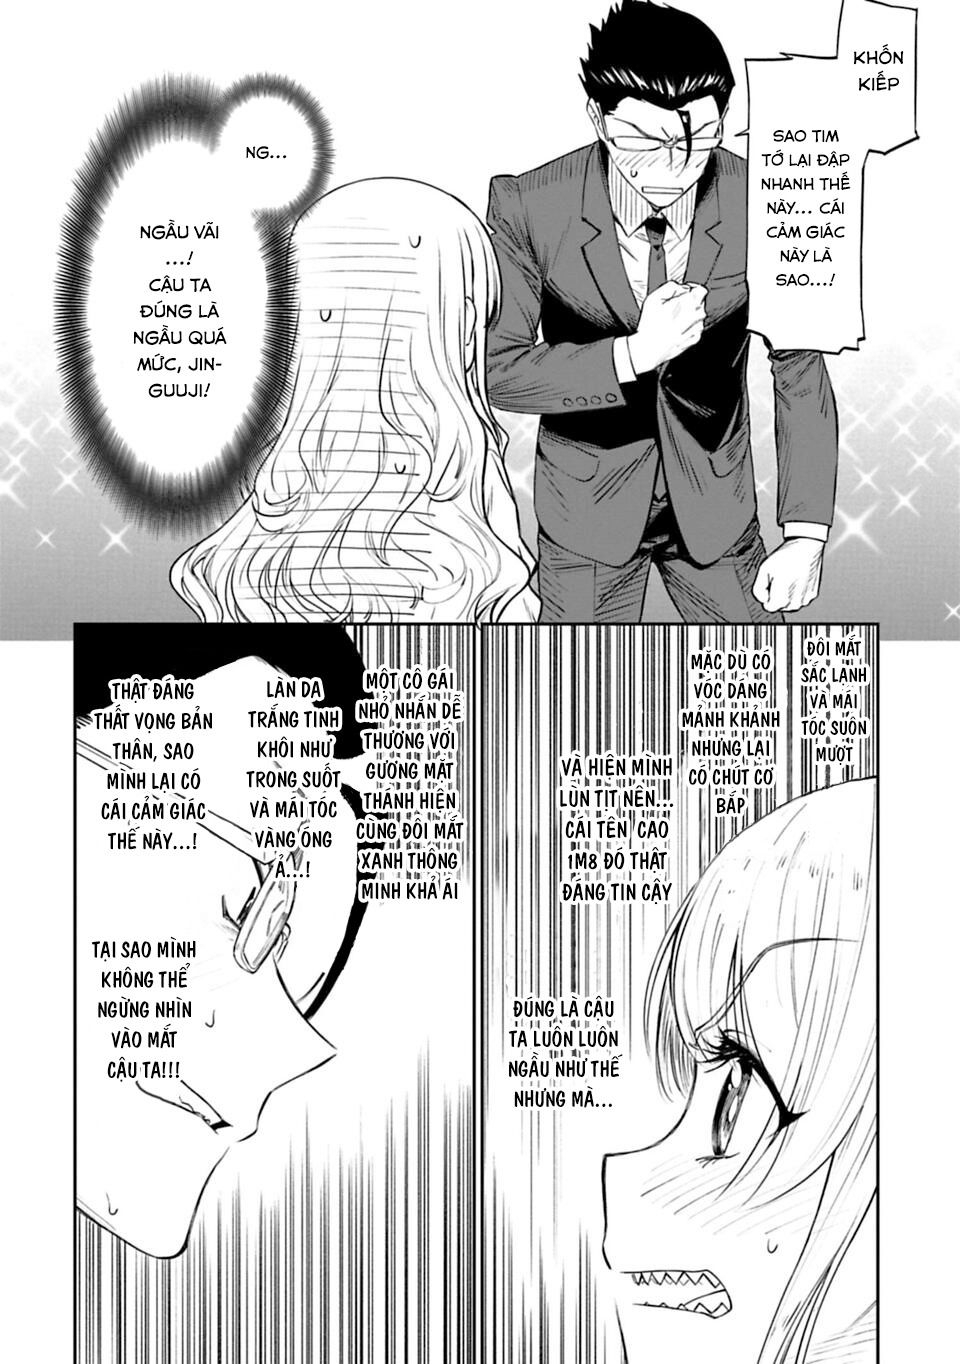 KHỐN
KIẾP
SAO TIM
TỚ LẠI ĐẬP
NHANH THẾ
NÀY... CÁI
CẢM GIÁC
NÀY LÀ
SAO...!
NG...
NGẦU VÃI
...!
CẬU TA
ĐÚNG LÀ
NGẦU QUÁ
MỨC, JIN-
GUUJI!
ĐÔI MẮT
SẮC LẠNH
VÀ MÁI
TÓC SUÔN
MƯỢT
MẶC DÙ CÓ
VÓC DÁNG
MẢNH KHẢNH
NHƯNG LẠI
CÓ CHÚT CƠ
BẮP
VÀ HIỆN MÌNH
LÙN TỊT NÊN...
CÁI TÊN CAO
1M8 ĐÓ THẬT
ĐÁNG TIN CẬY
ĐÚNG LÀ CẬU
TA LUÔN LUÔN
NGẦU NHƯ THẾ
NHƯNG MÀ...
MỘT CÔ GÁI
NHỎ NHẮN DỄ
THƯƠNG VỚI
GƯƠNG MẶT
THÁNH HIỆN
CÙNG ĐÔI MẮT
XANH THÔNG
MINH KHẢ ÁI
LÀN DA
TRẮNG TINH
KHÔI NHƯ
TRONG SUỐT
VÀ MÁI TÓC
VÀNG ÓNG
Ả...!
THẬT ĐÁNG
THẤT VỌNG BẢN
THÂN, SAO
MÌNH LẠI CÓ
CÁI CẢM GIÁC
THẾ NÀY...!
TẠI SAO MÌNH
KHÔNG THỂ
NGỪNG NHÌN
VÀO MẮT
CẬU TA!!!